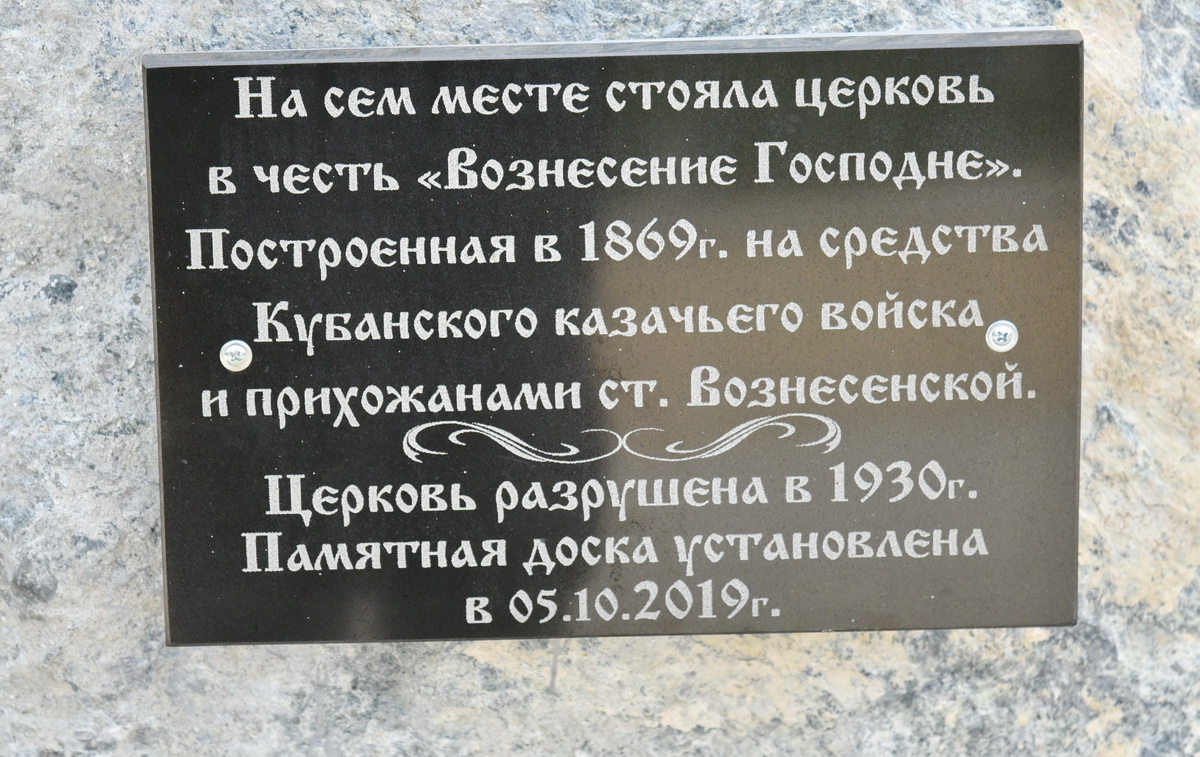 На сем месте стояла церковь
в честь «Вознесение Господне».
Построенная в 1869г. на средства
Кубанского казачьего войска
и прихожанами ст. Вознесенской.
Церковь разрушена в 1930г.
Памятная доска установлена
в 05.10.2019г.